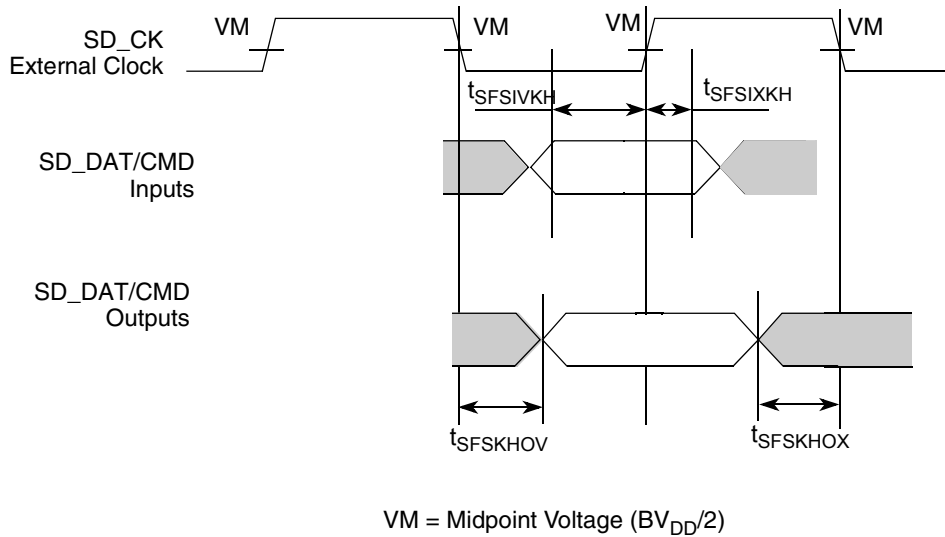 VM VM VM VM
SD_CK
External Clock
tSFSIVKH tSFSIXKH
SD_DAT/CMD
Inputs
SD_DAT/CMD
Outputs
tSFSKHOV tSFSKHOX
VM = Midpoint Voltage (BVDD/2)